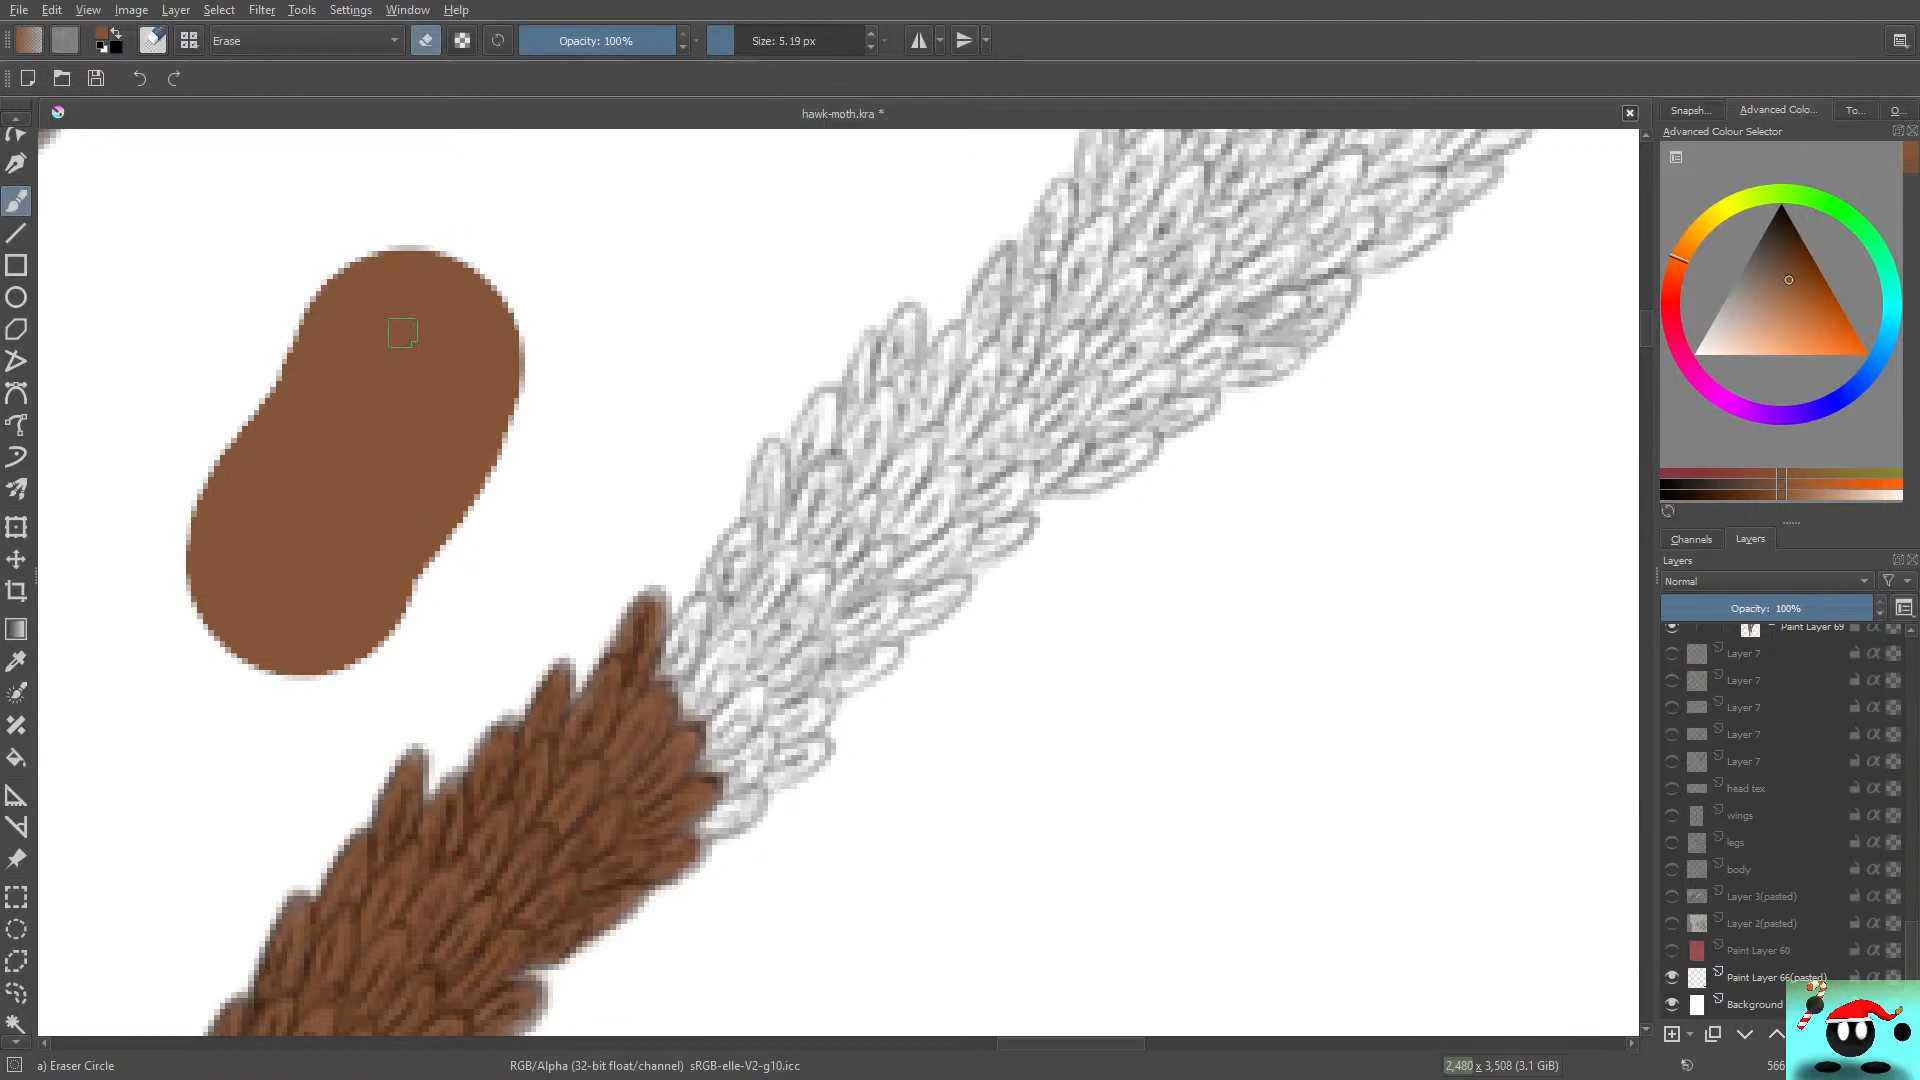 File Edit View Image Layer Select Filter Tools Settings Window Help
Erase Opacity: 100% Size: 5.19 px
hawk-moth.kra *
Snapsh... Advanced Colo... To... O...
Advanced Colour Selector
Channels Layers
Layers
Normal
Opacity: 100%
Paint Layer 69
Layer 7
Layer 7
Layer 7
Layer 7
Layer 7
head tex
wings
legs
body
Layer 3(pasted)
Layer 2(pasted)
Paint Layer 60
Paint Layer 66(pasted)
Background
a) Eraser Circle RGB/Alpha (32-bit float/channel) sRGB-elle-V2-g10.icc 2,480 x 3,508 (3.1 GiB) 566